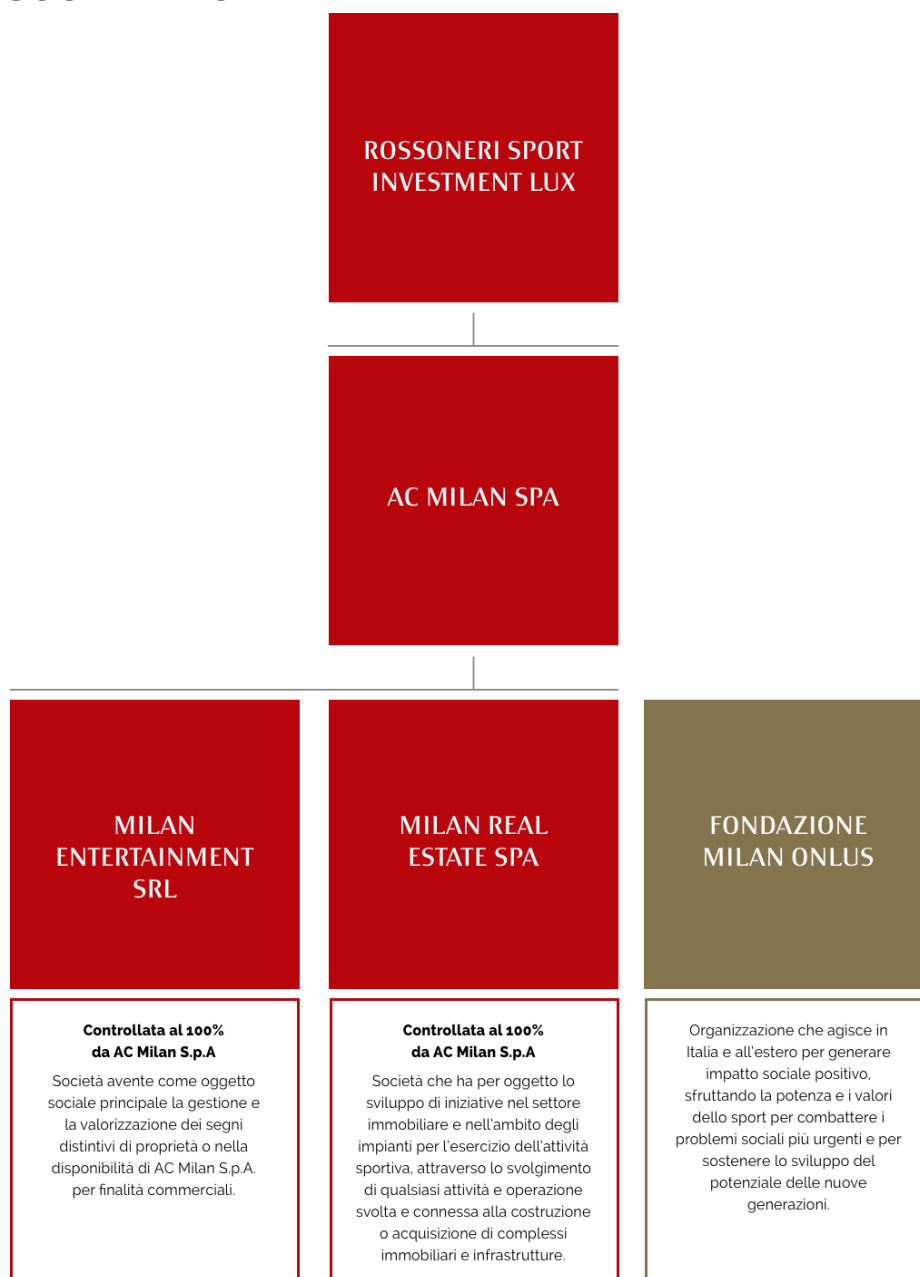 ROSSONERI SPORT
INVESTMENT LUX
AC MILAN SPA
MILAN
ENTERTAINMENT
SRL
Controllata al 100%
da AC Milan S.p.A
Società avente come oggetto
sociale principale la gestione e
la valorizzazione dei segni
distintivi di proprietà o nella
disponibilità di AC Milan S.p.A.
per finalità commerciali.
MILAN REAL
ESTATE SPA
Controllata al 100%
da AC Milan S.p.A
Società che ha per oggetto lo
sviluppo di iniziative nel settore
immobiliare e nell'ambito degli
impianti per l'esercizio dell'attività
sportiva, attraverso lo svolgimento
di qualsiasi attività e operazione
svolta e connessa alla costruzione
o acquisizione di complessi
immobiliari e infrastrutture.
FONDAZIONE
MILAN ONLUS
Organizzazione che agisce in
Italia e all'estero per generare
impatto sociale positivo,
sfruttando la potenza e i valori
dello sport per combattere i
problemi sociali più urgenti e per
sostenere lo sviluppo del
potenziale delle nuove
generazioni.